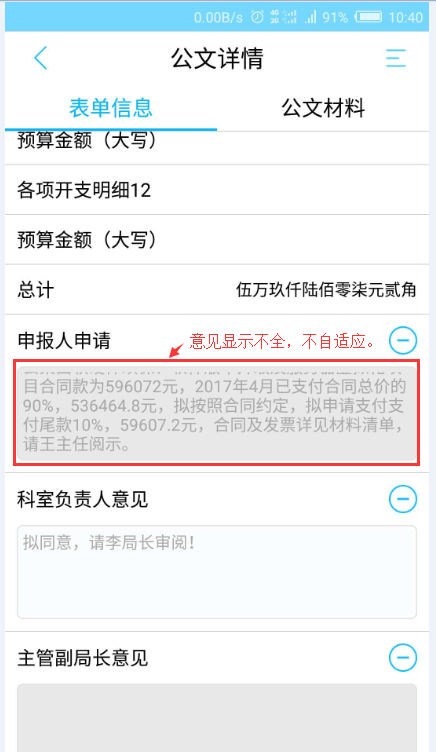 0.00B/s 4G 2G 91% 10:40
公文详情
表单信息 公文材料
预算金额（大写）
各项开支明细12
预算金额（大写）
总计 伍万玖仟陆佰零柒元贰角
申报人申请 意见显示不全，不自适应。
目合同款为596072元，2017年4月已支付合同总价的
90%，536464.8元，拟按照合同约定，拟申请支付支
付尾款10%，59607.2元，合同及发票详见材料清单，
请王主任阅示。
科室负责人意见
拟同意，请李局长审阅！
主管副局长意见